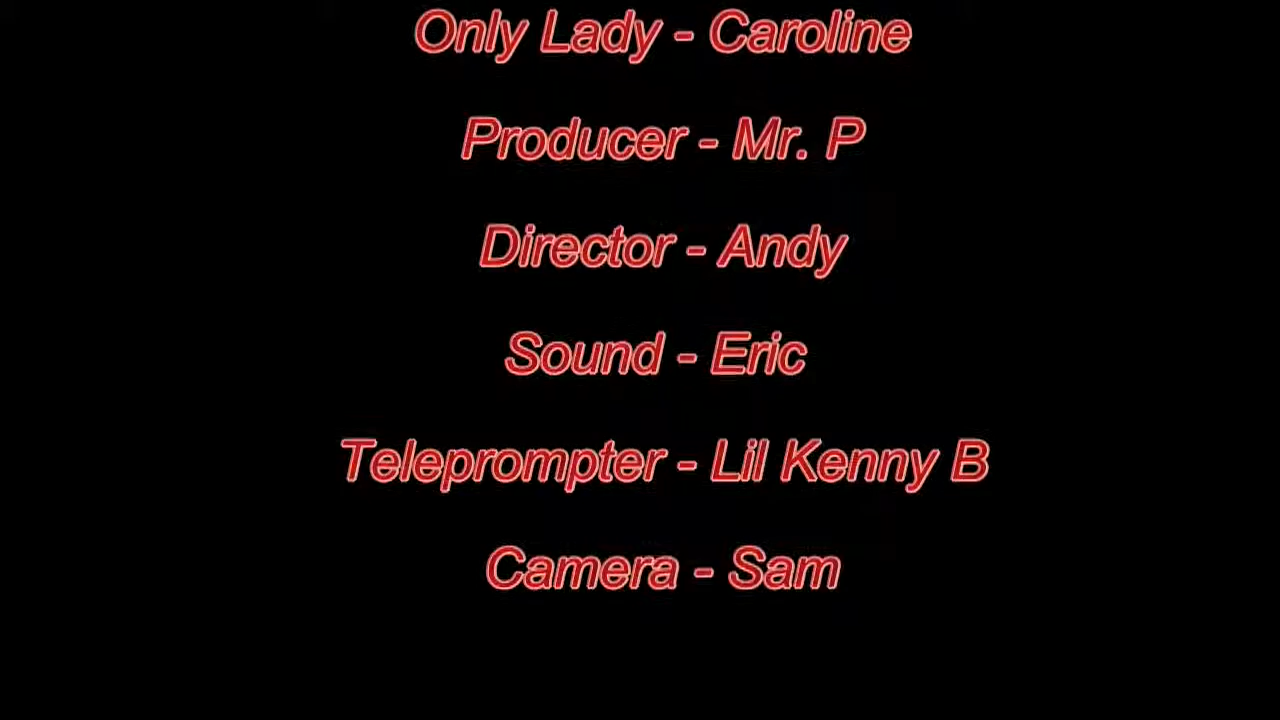 Only Lady - Caroline
Producer - Mr. P
Director - Andy
Sound - Eric
Teleprompter - Lil Kenny B
Camera - Sam